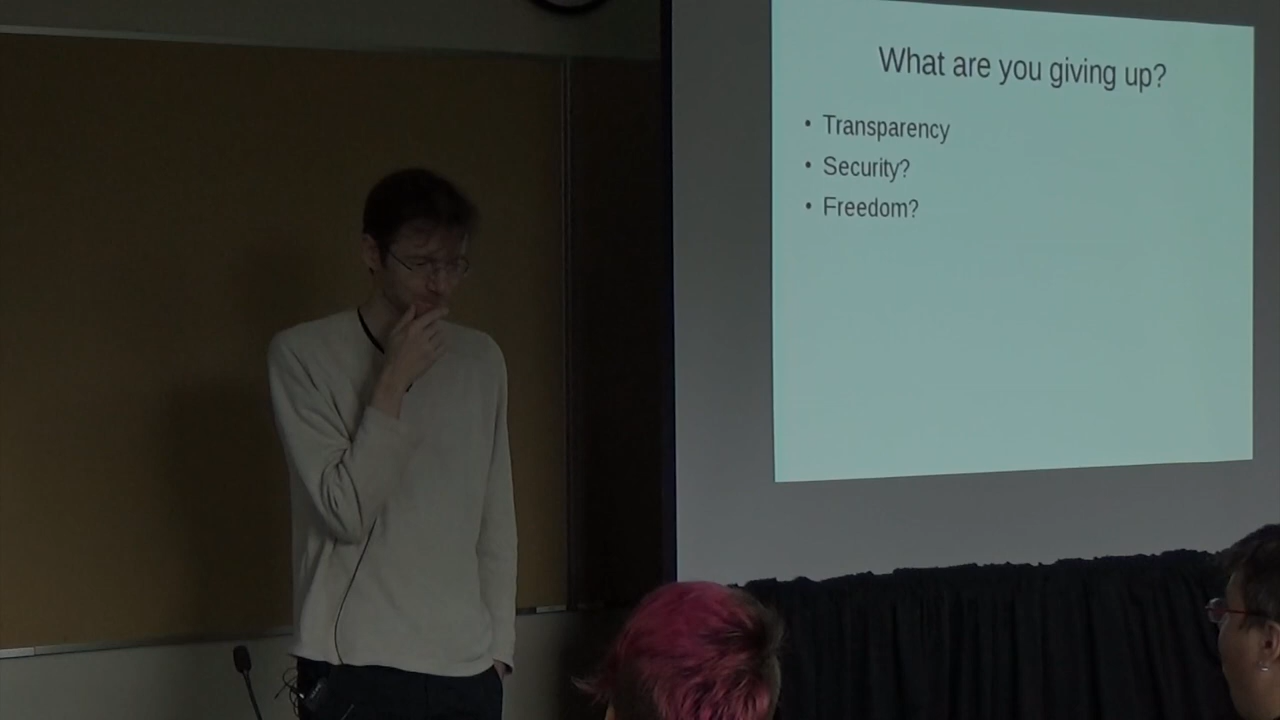 What are you giving up?
• Transparency
• Security?
• Freedom?